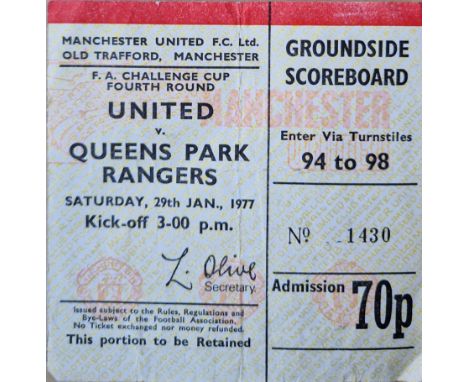 MANCHESTER UNITED F.C. Ltd.
OLD TRAFFORD, MANCHESTER
F. A. CHALLENGE CUP
FOURTH ROUND
UNITED
v.
QUEENS PARK
RANGERS
SATURDAY, 29th JAN., 1977
Kick-off 3-00 p.m.
L. Olive
Secretary.
Issued subject to the Rules, Regulations and
Bye-Laws of the Football Association.
No Ticket exchanged nor money refunded.
This portion to be Retained
GROUNDSIDE
SCOREBOARD
MANCHESTER
Enter Via Turnstiles
94 to 98
No 1430
Admission 70p